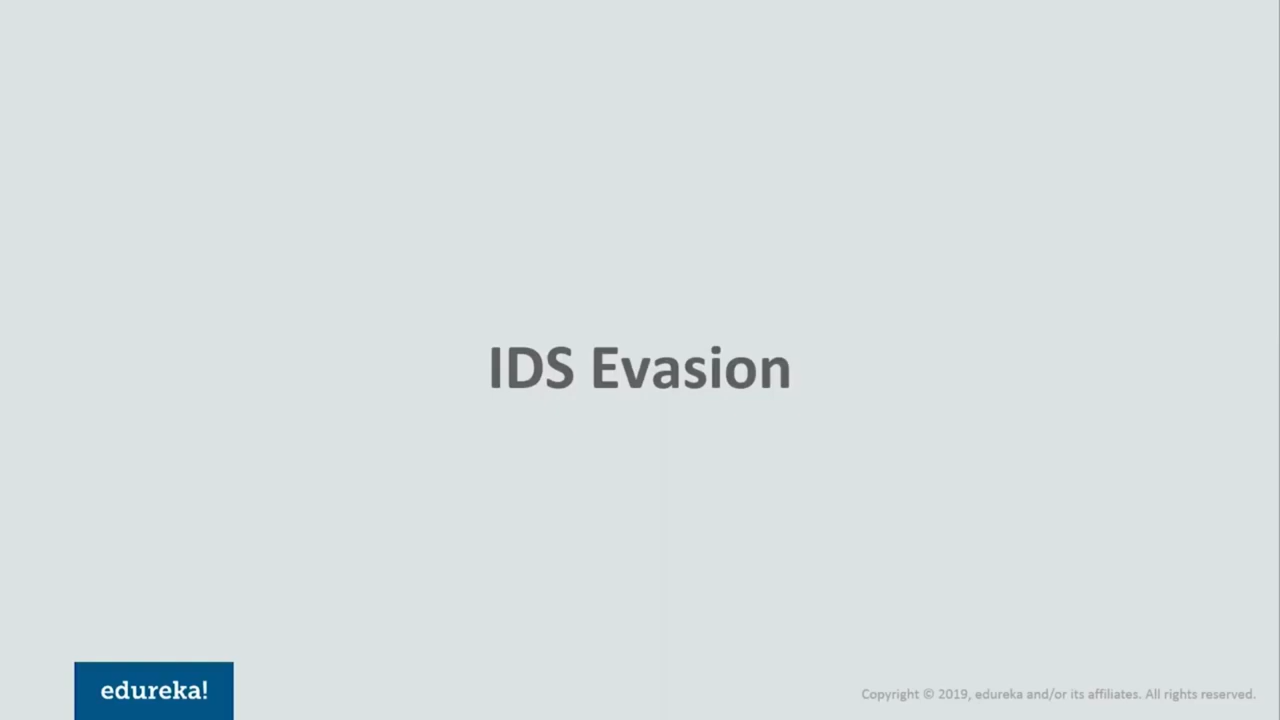 IDS Evasion
edureka!
Copyright © 2019, edureka and/or its affiliates. All rights reserved.